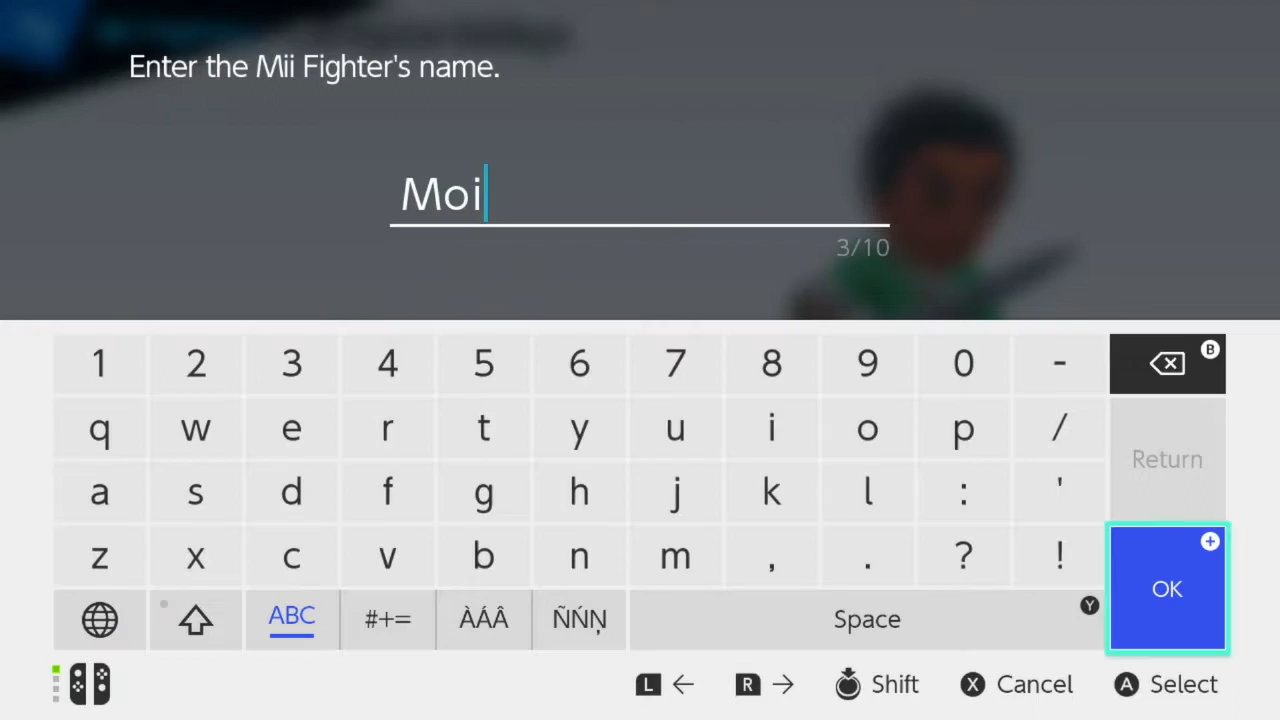 Enter the Mii Fighter's name.
Moi
3/10
1 2 3 4 5 6 7 8 9 0 - B
q w e r t y u i o p /
Return
a s d f g h j k l : '
z x c v b n m , . ? ! +
OK
ABC #+= ÀÁÂ ÑŃŅ Space Y
L ← R → Shift X Cancel A Select